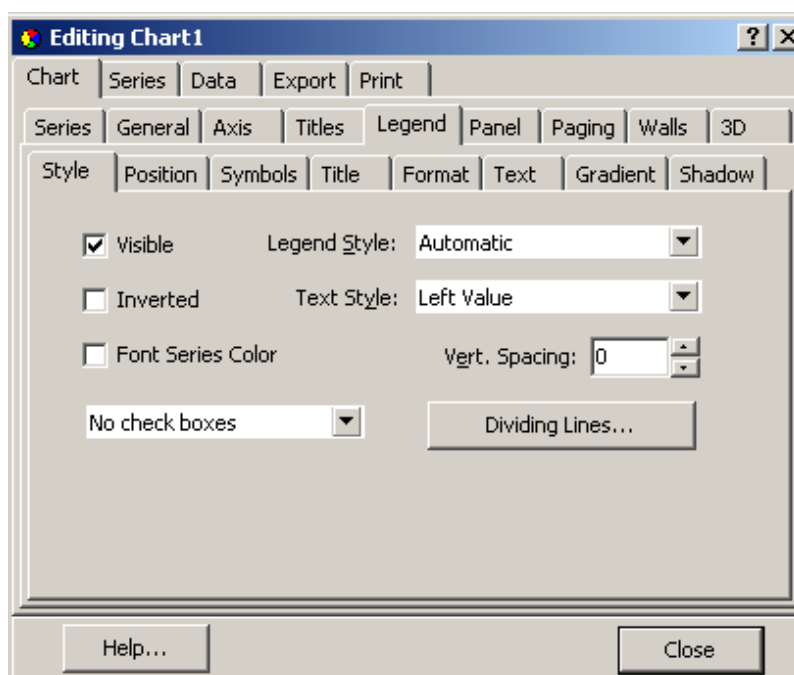 Editing Chart1
Chart Series Data Export Print
Series General Axis Titles Legend Panel Paging Walls 3D
Style Position Symbols Title Format Text Gradient Shadow
Visible Legend Style: Automatic
Inverted Text Style: Left Value
Font Series Color Vert. Spacing: 0
No check boxes Dividing Lines...
Help... Close